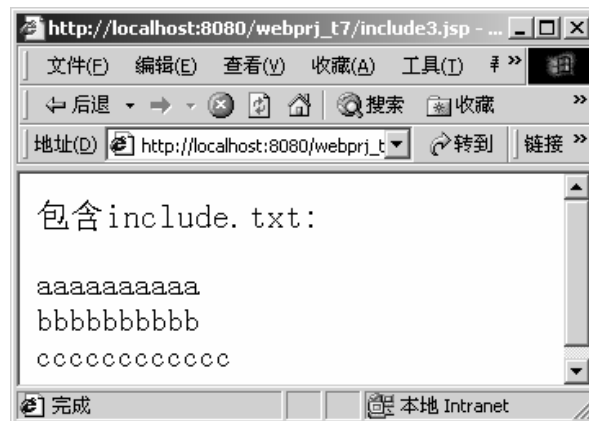 http://localhost:8080/webprj_t7/include3.jsp - ...
文件(F) 编辑(E) 查看(V) 收藏(A) 工具(T) »
后退 搜索 收藏 »
地址(D) http://localhost:8080/webprj_t 转到 链接 »
包含include.txt:
aaaaaaaaaa
bbbbbbbbbb
cccccccccccc
完成 本地 Intranet